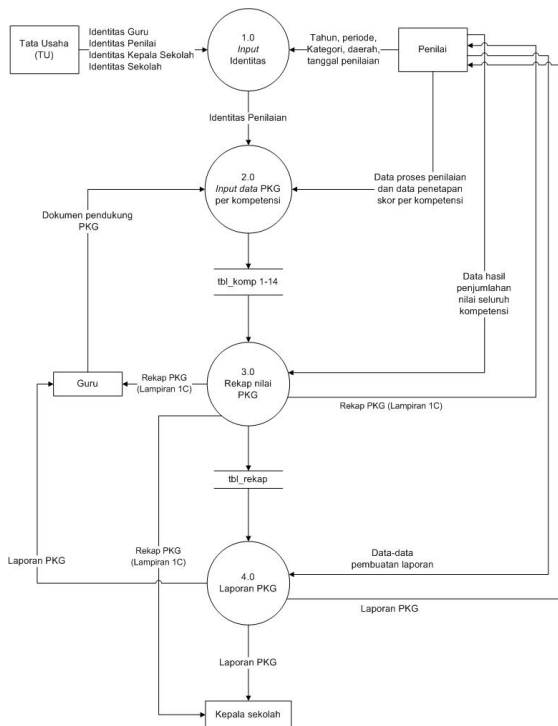 Tata Usaha
(TU)
Identitas Guru
Identitas Penilai
Identitas Kepala Sekolah
Identitas Sekolah
1.0
Input
Identitas
Tahun, periode,
Kategori, daerah,
tanggal penilaian
Penilai
Identitas Penilaian
2.0
Input data PKG
per kompetensi
Data proses penilaian
dan data penetapan
skor per kompetensi
Dokumen pendukung
PKG
tbl_komp 1-14
Data hasil
penjumlahan
nilai seluruh
kompetensi
Guru
Rekap PKG
(Lampiran 1C)
3.0
Rekap nilai
PKG
Rekap PKG (Lampiran 1C)
tbl_rekap
Laporan PKG
Rekap PKG
(Lampiran 1C)
Data-data
pembuatan laporan
4.0
Laporan PKG
Laporan PKG
Laporan PKG
Kepala sekolah